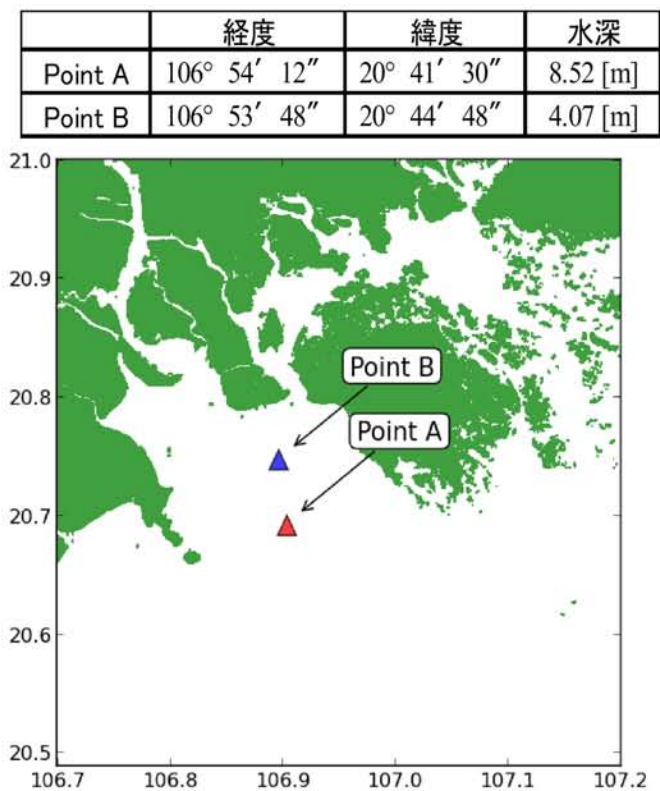 経度 緯度 水深
Point A 106° 54′ 12″ 20° 41′ 30″ 8.52 [m]
Point B 106° 53′ 48″ 20° 44′ 48″ 4.07 [m]
21.0
20.9
20.8
Point B
Point A
20.7
20.6
20.5
106.7 106.8 106.9 107.0 107.1 107.2